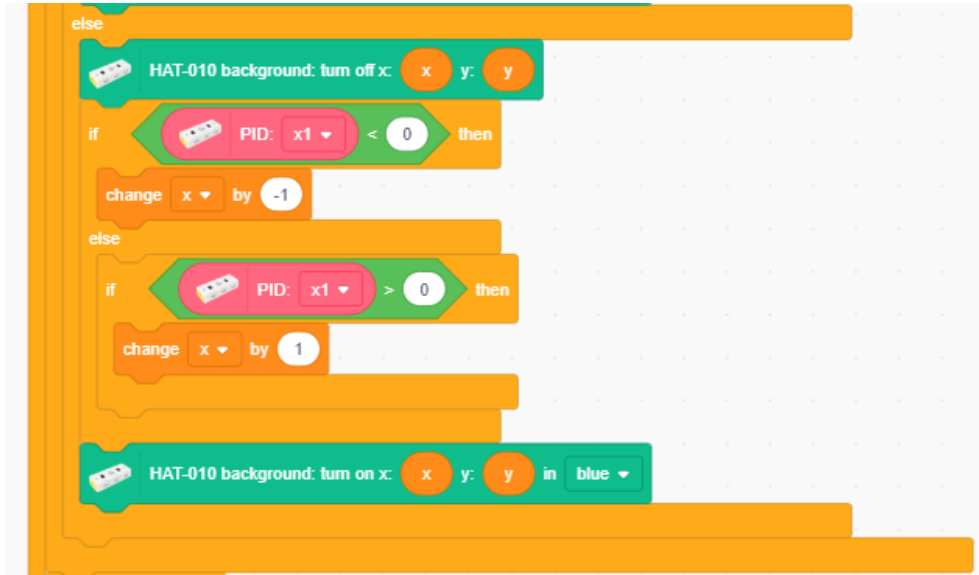 else
HAT-010 background: turn off x: x y: y
if PID: x1 < 0 then
change x by -1
else
if PID: x1 > 0 then
change x by 1
HAT-010 background: turn on x: x y: y in blue